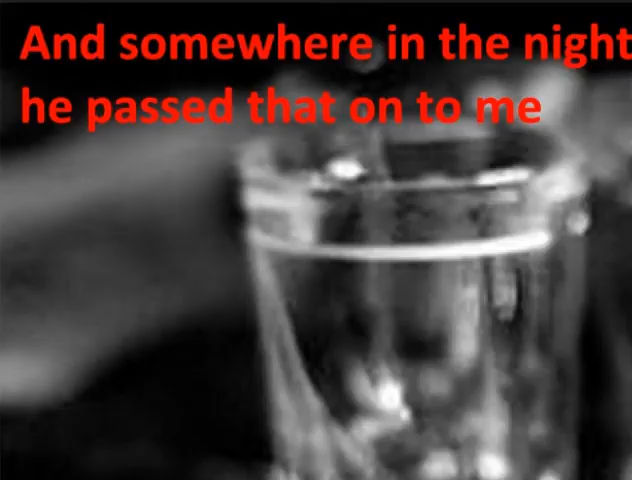 And somewhere in the night
he passed that on to me